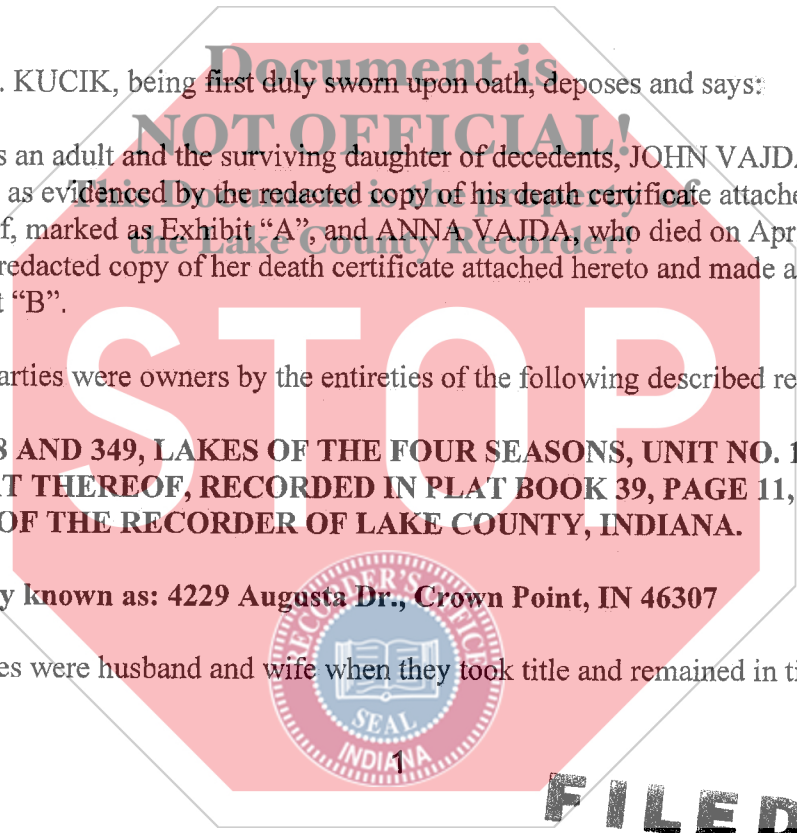 Document is
. KUCIK, being first duly sworn upon oath, deposes and says:
NOT OFFICIAL!
s an adult and the surviving daughter of decedents, JOHN VAJDA
This Document is the property of
as evidenced by the redacted copy of his death certificate attache
f, marked as Exhibit “A”, and ANNA VAJDA, who died on Apr
the Lake County Recorder!
redacted copy of her death certificate attached hereto and made a
t “B”.
STOP
arties were owners by the entireties of the following described re
8 AND 349, LAKES OF THE FOUR SEASONS, UNIT NO. 1
T THEREOF, RECORDED IN PLAT BOOK 39, PAGE 11,
OF THE RECORDER OF LAKE COUNTY, INDIANA.
y known as: 4229 Augusta Dr., Crown Point, IN 46307
es were husband and wife when they took title and remained in ti
RECORDER'S OFFICE
SEAL
INDIANA
1
FILED